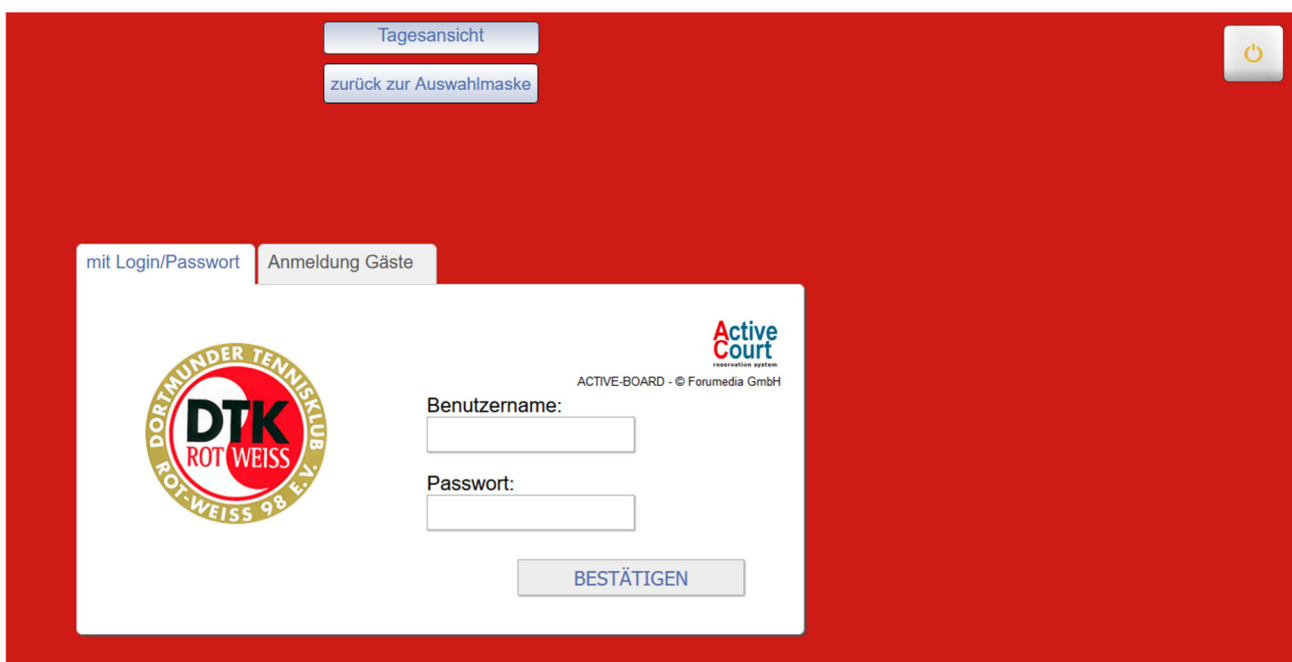 Tagesansicht
zurück zur Auswahlmaske
mit Login/Passwort
Anmeldung Gäste
Active
Court
reservation system
ACTIVE-BOARD - © Forumedia GmbH
DORTMUNDER TENNISKLUB
DTK
ROT WEISS
ROT-WEISS 98 E.V.
Benutzername:
Passwort:
BESTÄTIGEN